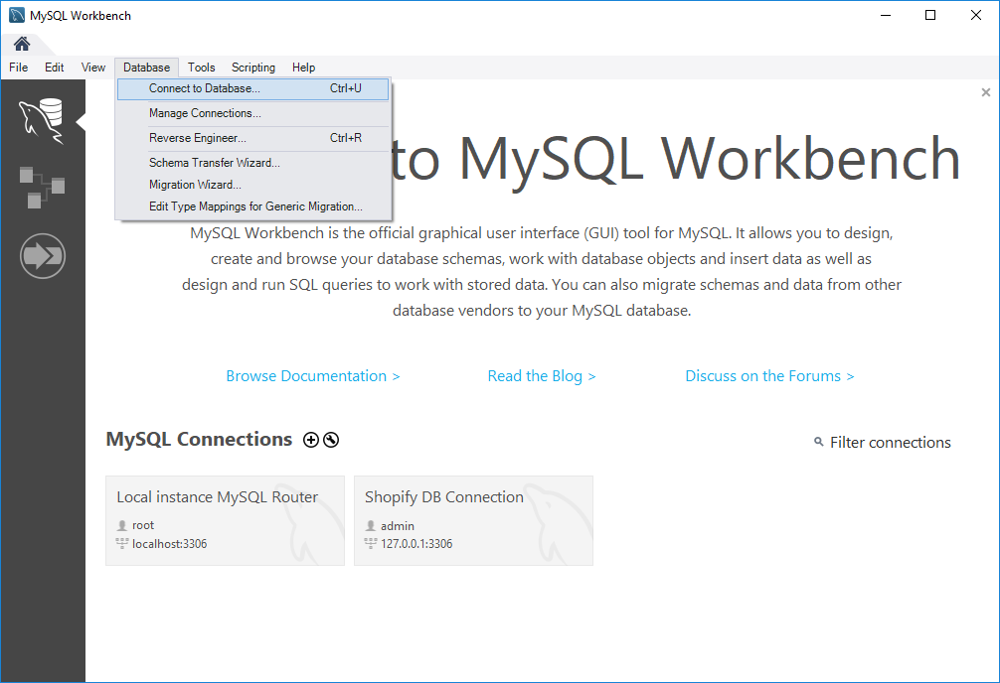 MySQL Workbench
File Edit View Database Tools Scripting Help
Connect to Database... Ctrl+U
Manage Connections...
Reverse Engineer... Ctrl+R
Schema Transfer Wizard...
Migration Wizard...
Edit Type Mappings for Generic Migration...
to MySQL Workbench
MySQL Workbench is the official graphical user interface (GUI) tool for MySQL. It allows you to design,
create and browse your database schemas, work with database objects and insert data as well as
design and run SQL queries to work with stored data. You can also migrate schemas and data from other
database vendors to your MySQL database.
Browse Documentation > Read the Blog > Discuss on the Forums >
MySQL Connections Filter connections
Local instance MySQL Router
root
localhost:3306
Shopify DB Connection
admin
127.0.0.1:3306